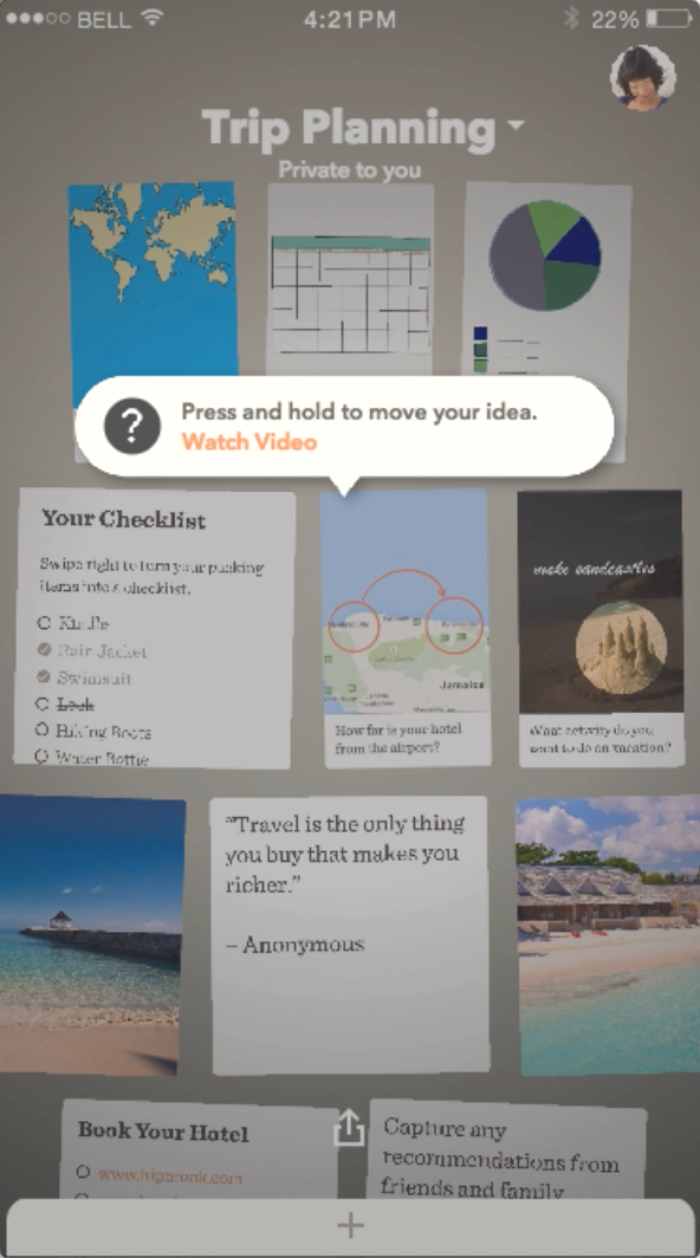 BELL 4:21PM 22%
Trip Planning
Private to you
Press and hold to move your idea.
Watch Video
Your Checklist
Swipe right to turn your packing
items into a checklist.
Kindle
Rain Jacket
Swimsuit
Book
Hiking Boots
Water Bottle
make sandcastles
Jamaica
How far is your hotel
from the airport?
What activity do you
want to do on vacation?
“Travel is the only thing
you buy that makes you
richer.”
– Anonymous
Book Your Hotel
www.hipmunk.com
Capture any
recommendations from
friends and family
+